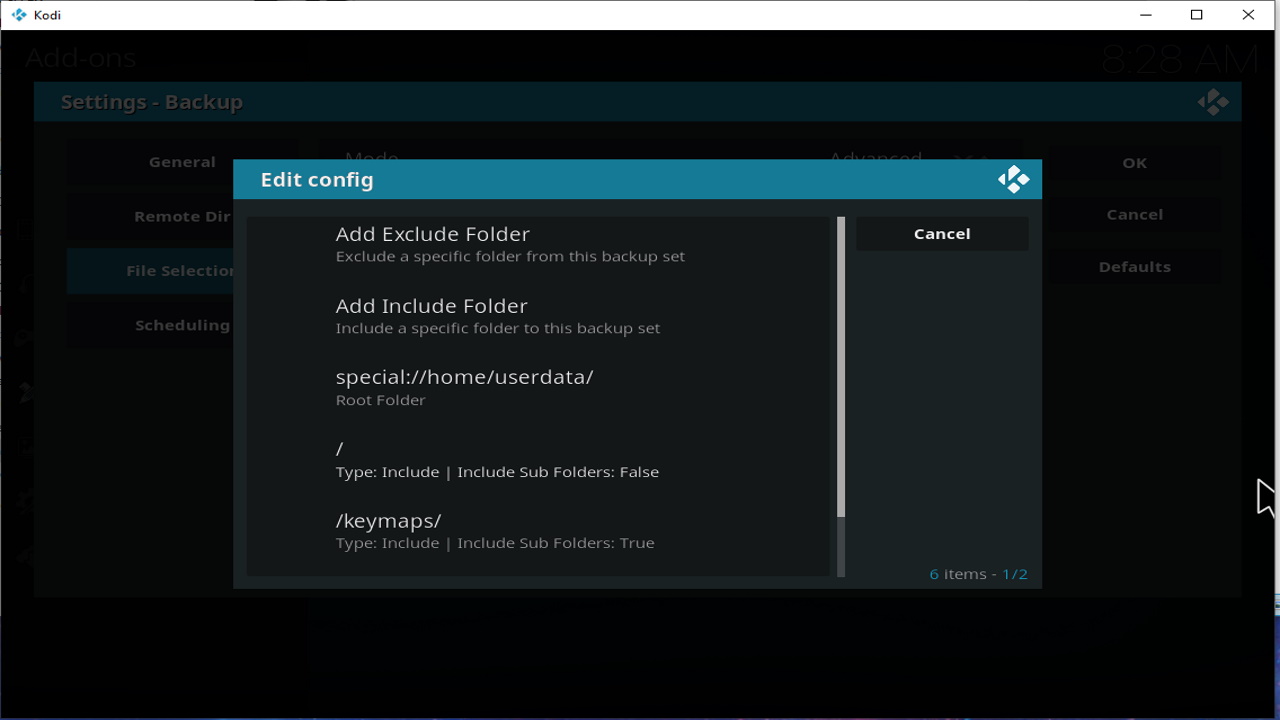 Kodi
Add-ons
8:28 AM
Settings - Backup
General
Mode
Advanced
OK
Edit config
Remote Dir
Cancel
Add Exclude Folder
Exclude a specific folder from this backup set
Cancel
File Selection
Defaults
Add Include Folder
Include a specific folder to this backup set
Scheduling
special://home/userdata/
Root Folder
/
Type: Include | Include Sub Folders: False
/keymaps/
Type: Include | Include Sub Folders: True
6 items - 1/2